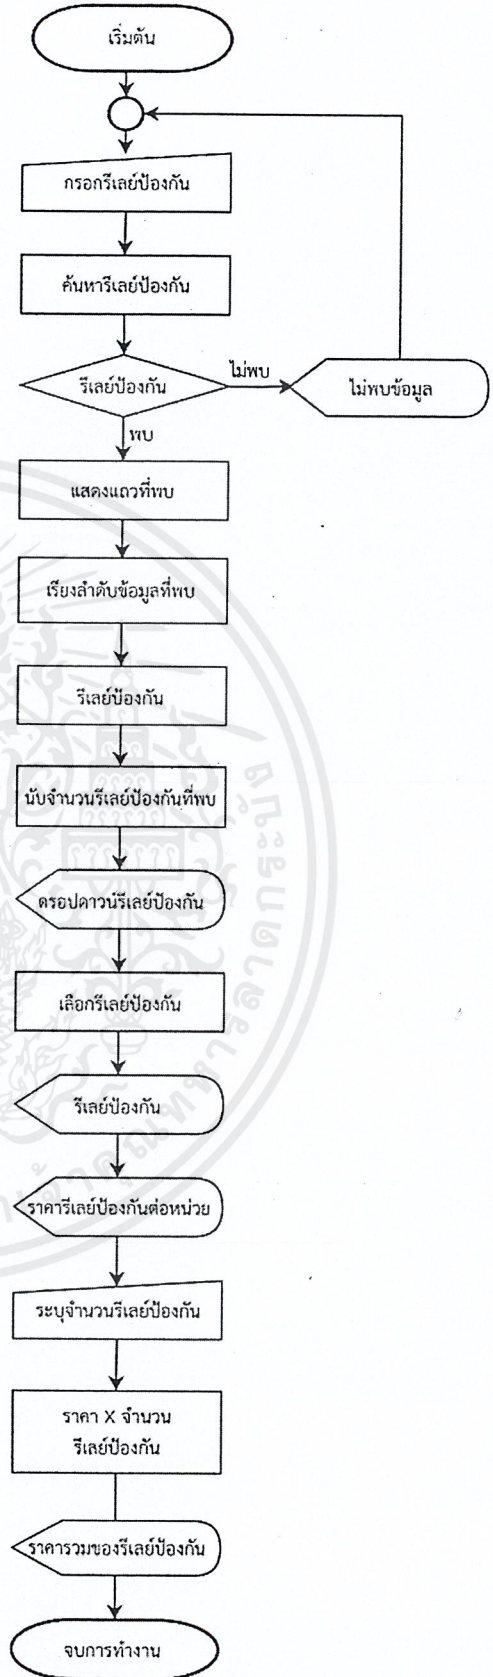 เริ่มต้น
กรอกรีเลย์ป้องกัน
ค้นหารีเลย์ป้องกัน
รีเลย์ป้องกัน
ไม่พบ
ไม่พบข้อมูล
พบ
แสดงแถวที่พบ
เรียงลำดับข้อมูลที่พบ
รีเลย์ป้องกัน
นับจำนวนรีเลย์ป้องกันที่พบ
ดรอปดาวน์รีเลย์ป้องกัน
เลือกรีเลย์ป้องกัน
รีเลย์ป้องกัน
ราคารีเลย์ป้องกันต่อหน่วย
ระบุจำนวนรีเลย์ป้องกัน
ราคา X จำนวน
รีเลย์ป้องกัน
ราคารวมของรีเลย์ป้องกัน
จบการทำงาน